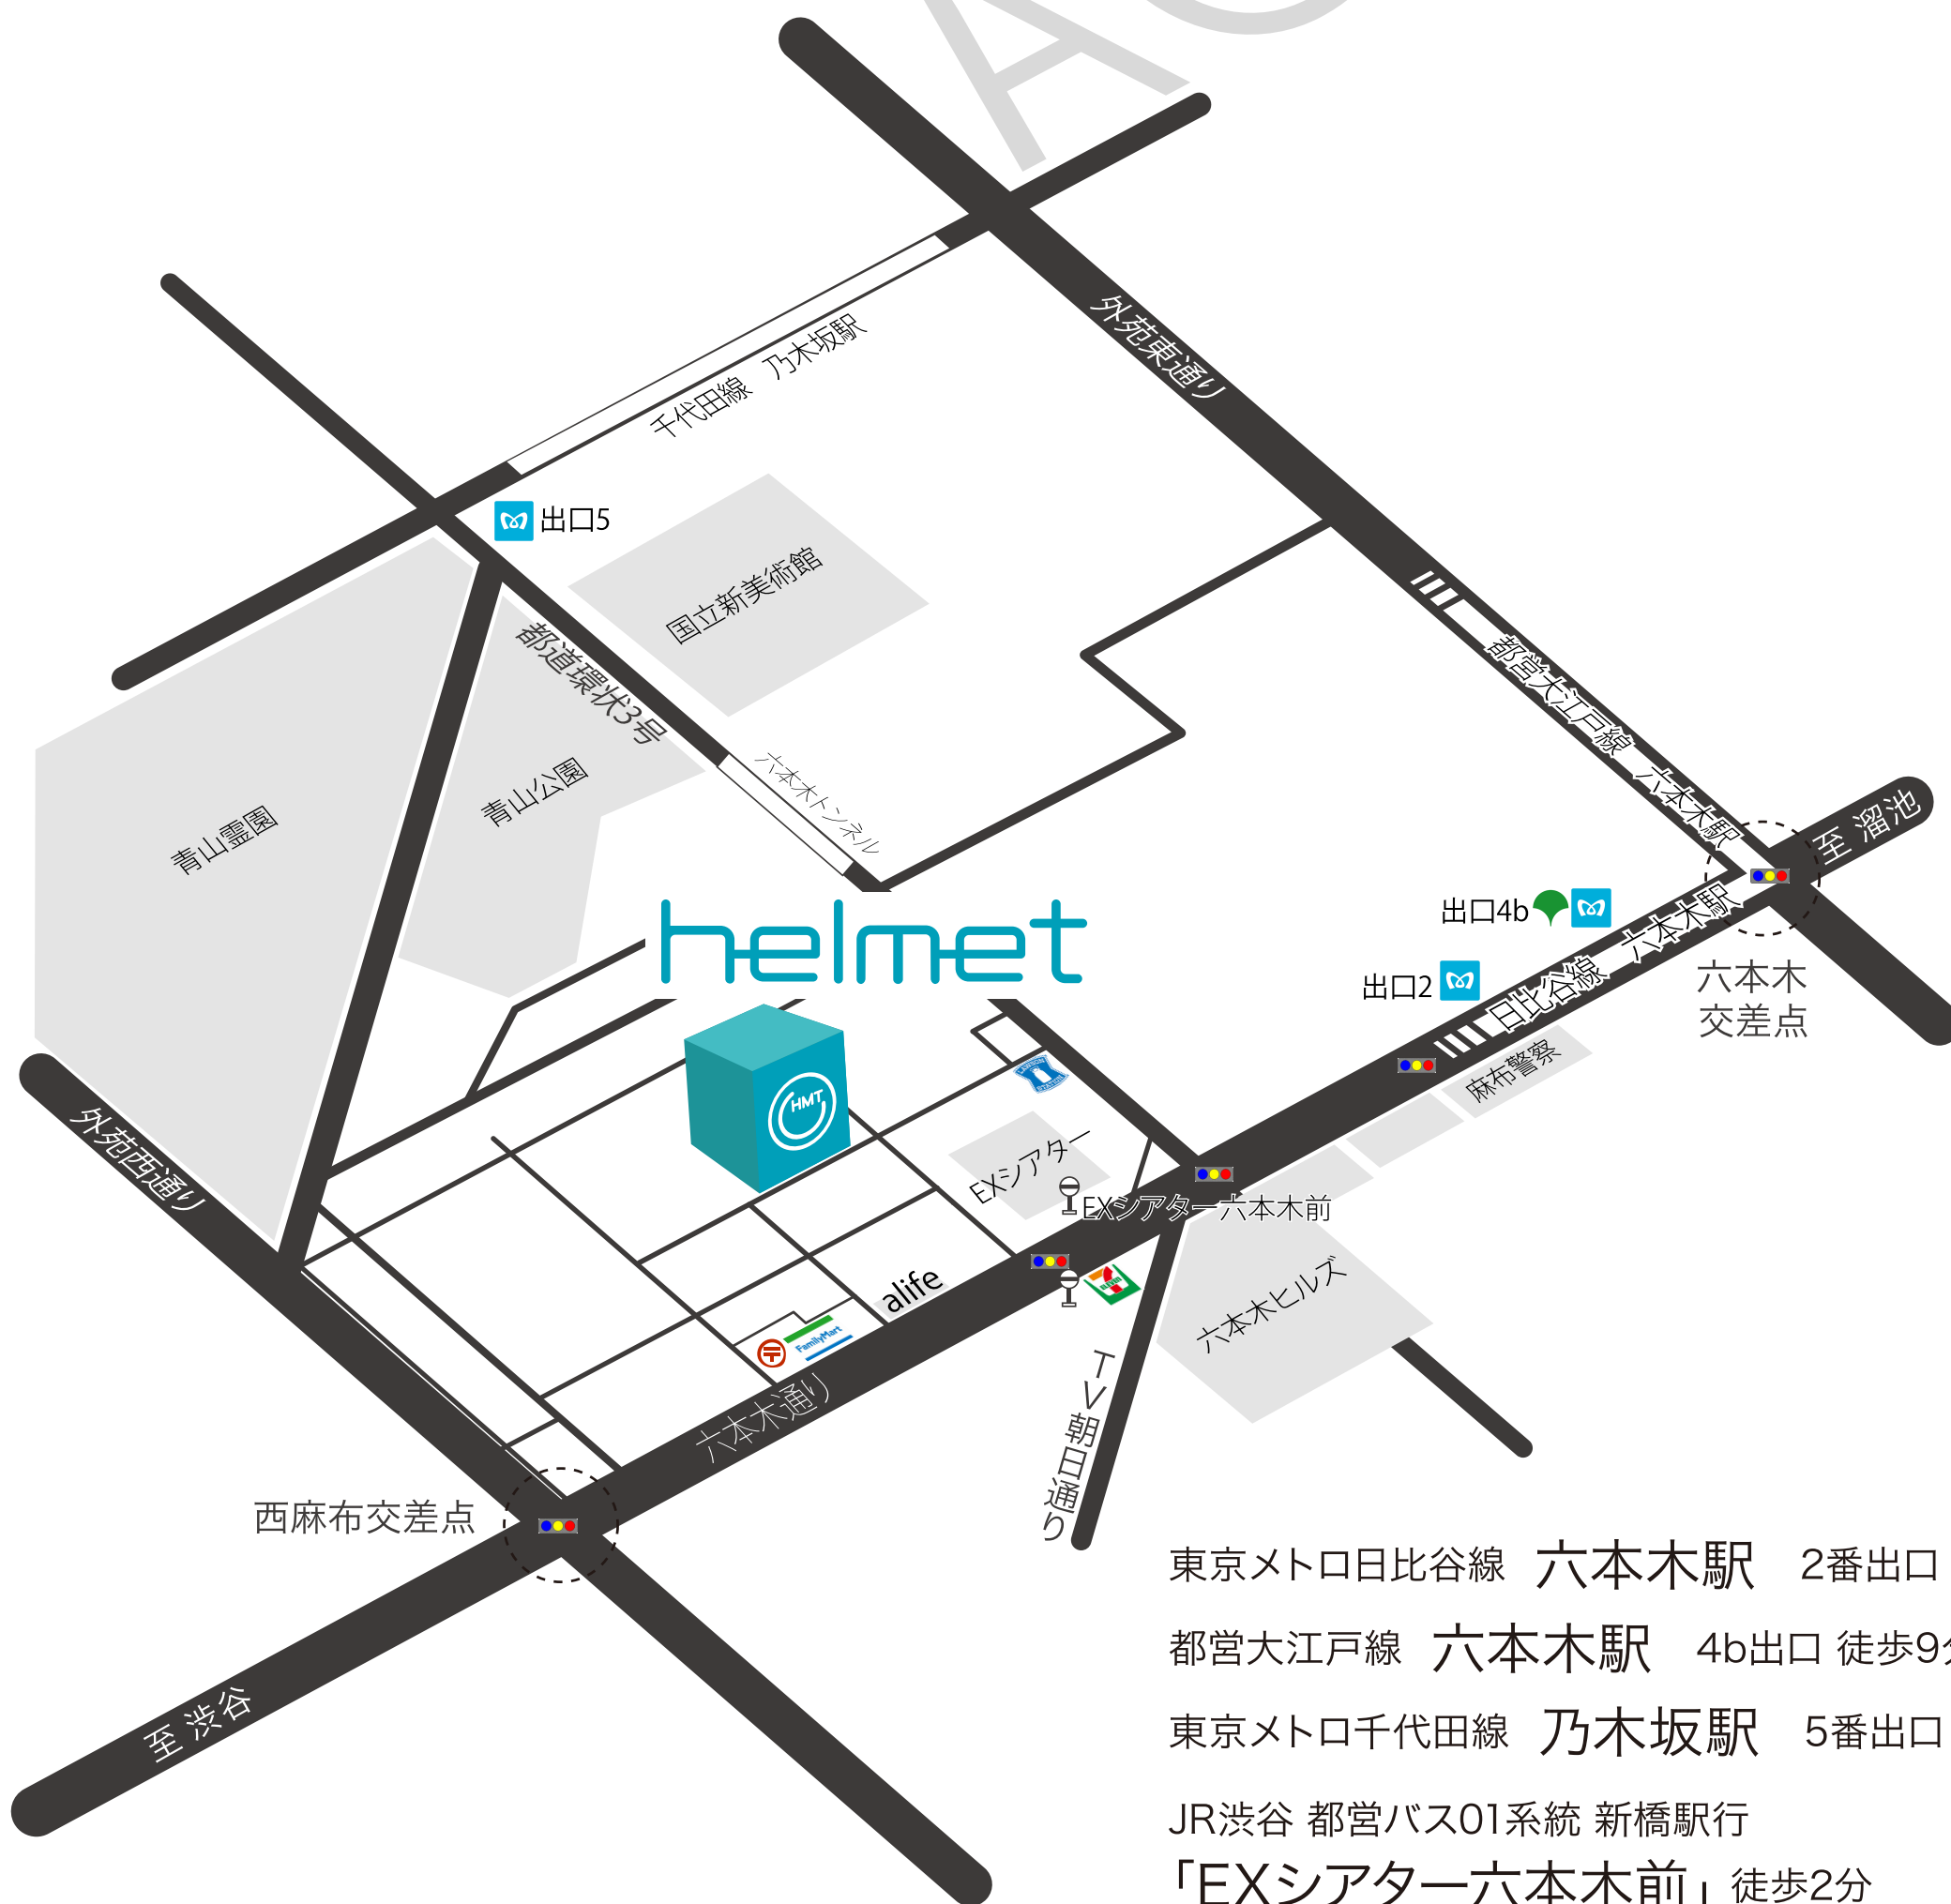 外苑東通り
千代田線 乃木坂駅
出口5
国立新美術館
都道環状3号
青山公園
青山霊園
六本木トンネル
都営大江戸線 六本木駅
至 溜池
helmet
出口4b
日比谷線 六本木駅
出口2
六本木
交差点
麻布警察
HMT
LAWSON
STATION
EXシアター
EXシアター六本木前
外苑西通り
alife
FamilyMart
六本木ヒルズ
六本木通り
TV朝日通り
西麻布交差点
至 渋谷
東京メトロ日比谷線 六本木駅 2番出口
都営大江戸線 六本木駅 4b出口 徒歩9分
東京メトロ千代田線 乃木坂駅 5番出口
JR渋谷 都営バス01系統 新橋駅行
「EXシアター六本木前」徒歩2分